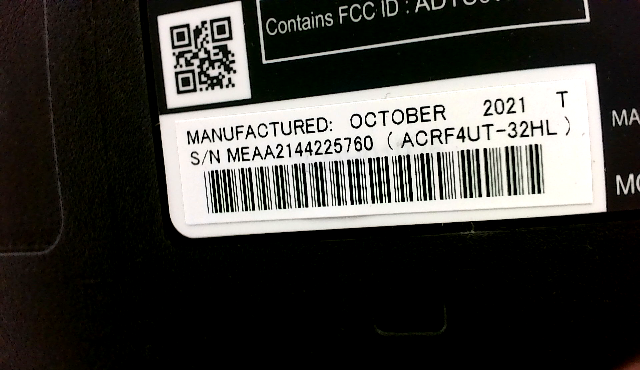 Contains FCC ID :
MANUFACTURED: OCTOBER 2021 T
S/N MEAA2144225760 ( ACRF4UT-32HL )